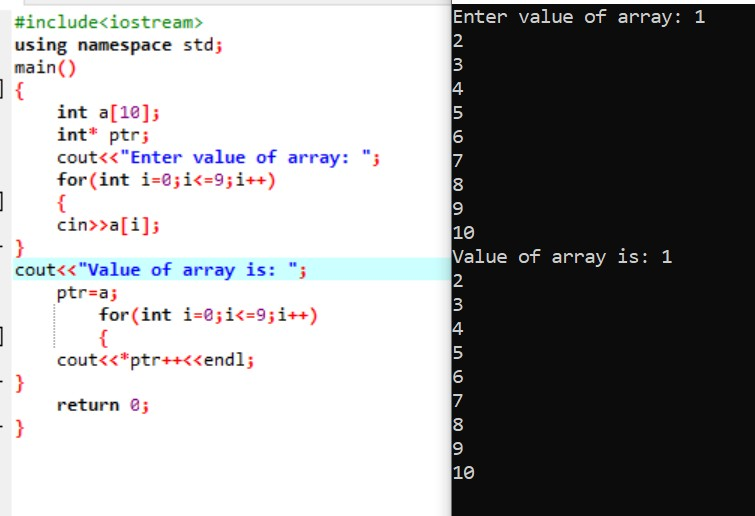 #include<iostream>
using namespace std;
main()
{
int a[10];
int* ptr;
cout<<"Enter value of array: ";
for(int i=0;i<=9;i++)
{
cin>>a[i];
}
cout<<"Value of array is: ";
ptr=a;
for(int i=0;i<=9;i++)
{
cout<<*ptr++<<endl;
}
return 0;
}
Enter value of array: 1
2
3
4
5
6
7
8
9
10
Value of array is: 1
2
3
4
5
6
7
8
9
10